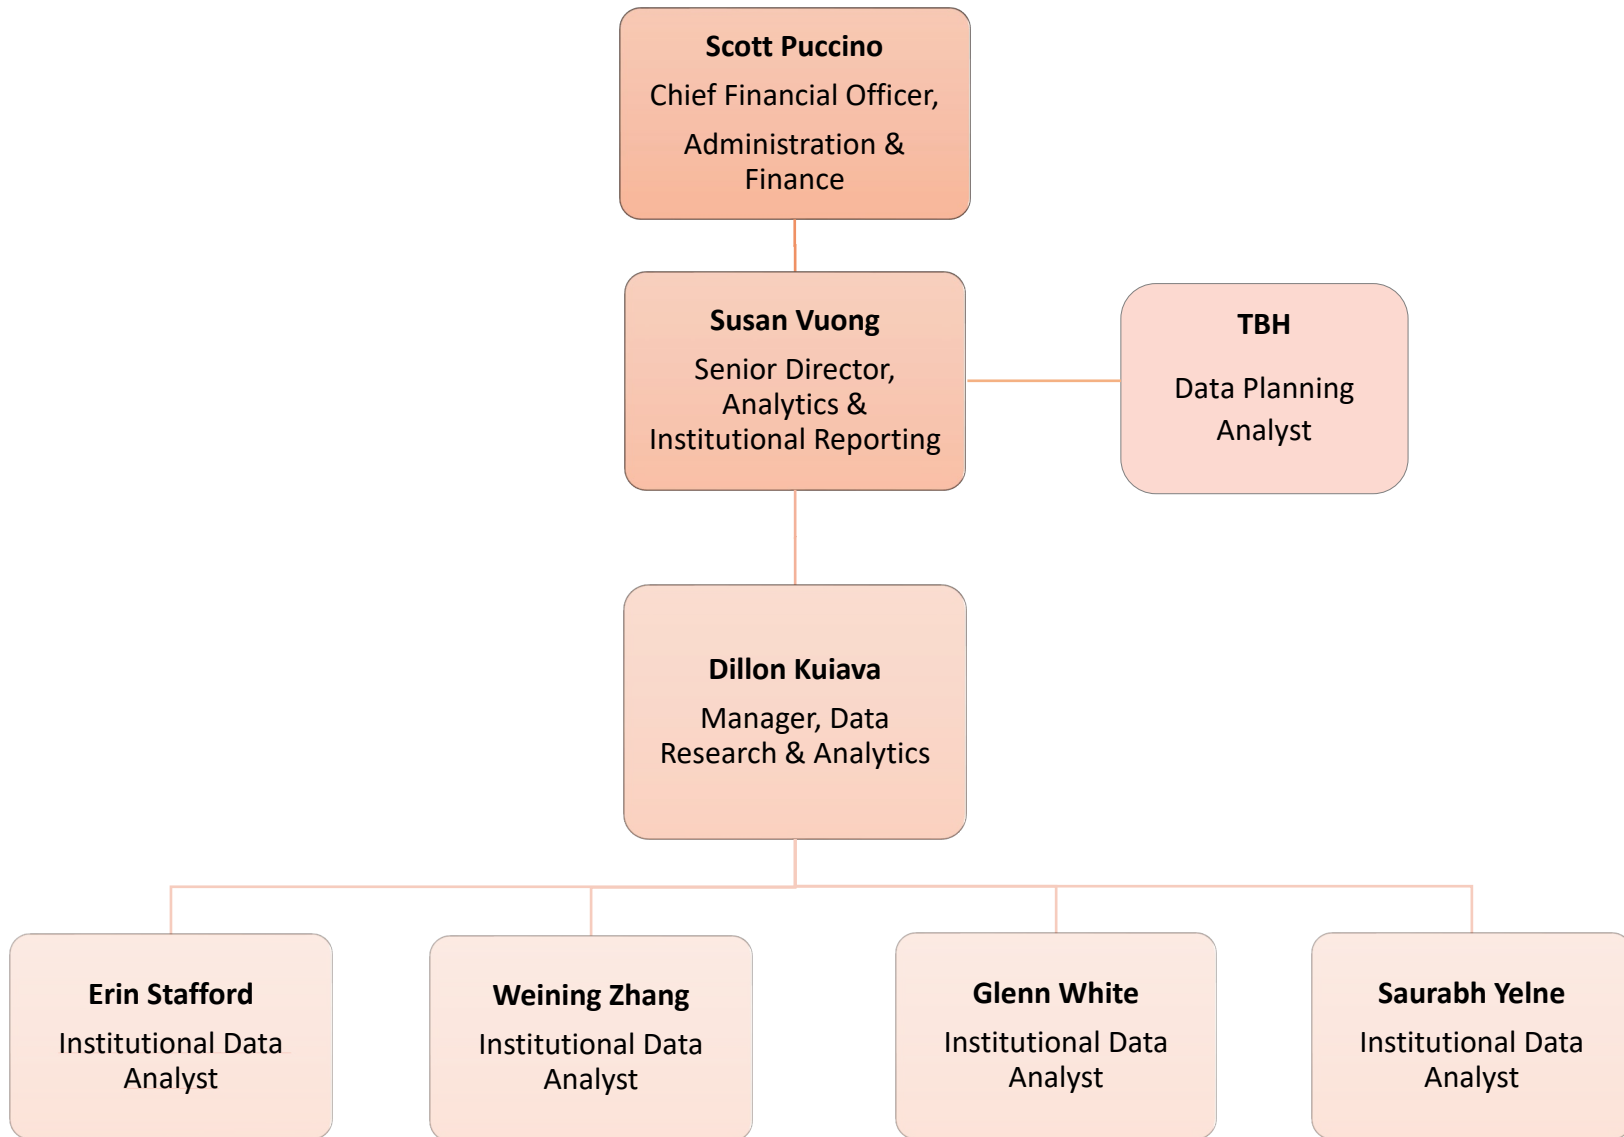 Scott Puccino
Chief Financial Officer,
Administration &
Finance
Susan Vuong
Senior Director,
Analytics &
Institutional Reporting
TBH
Data Planning
Analyst
Dillon Kuiava
Manager, Data
Research & Analytics
Erin Stafford
Institutional Data
Analyst
Weining Zhang
Institutional Data
Analyst
Glenn White
Institutional Data
Analyst
Saurabh Yelne
Institutional Data
Analyst